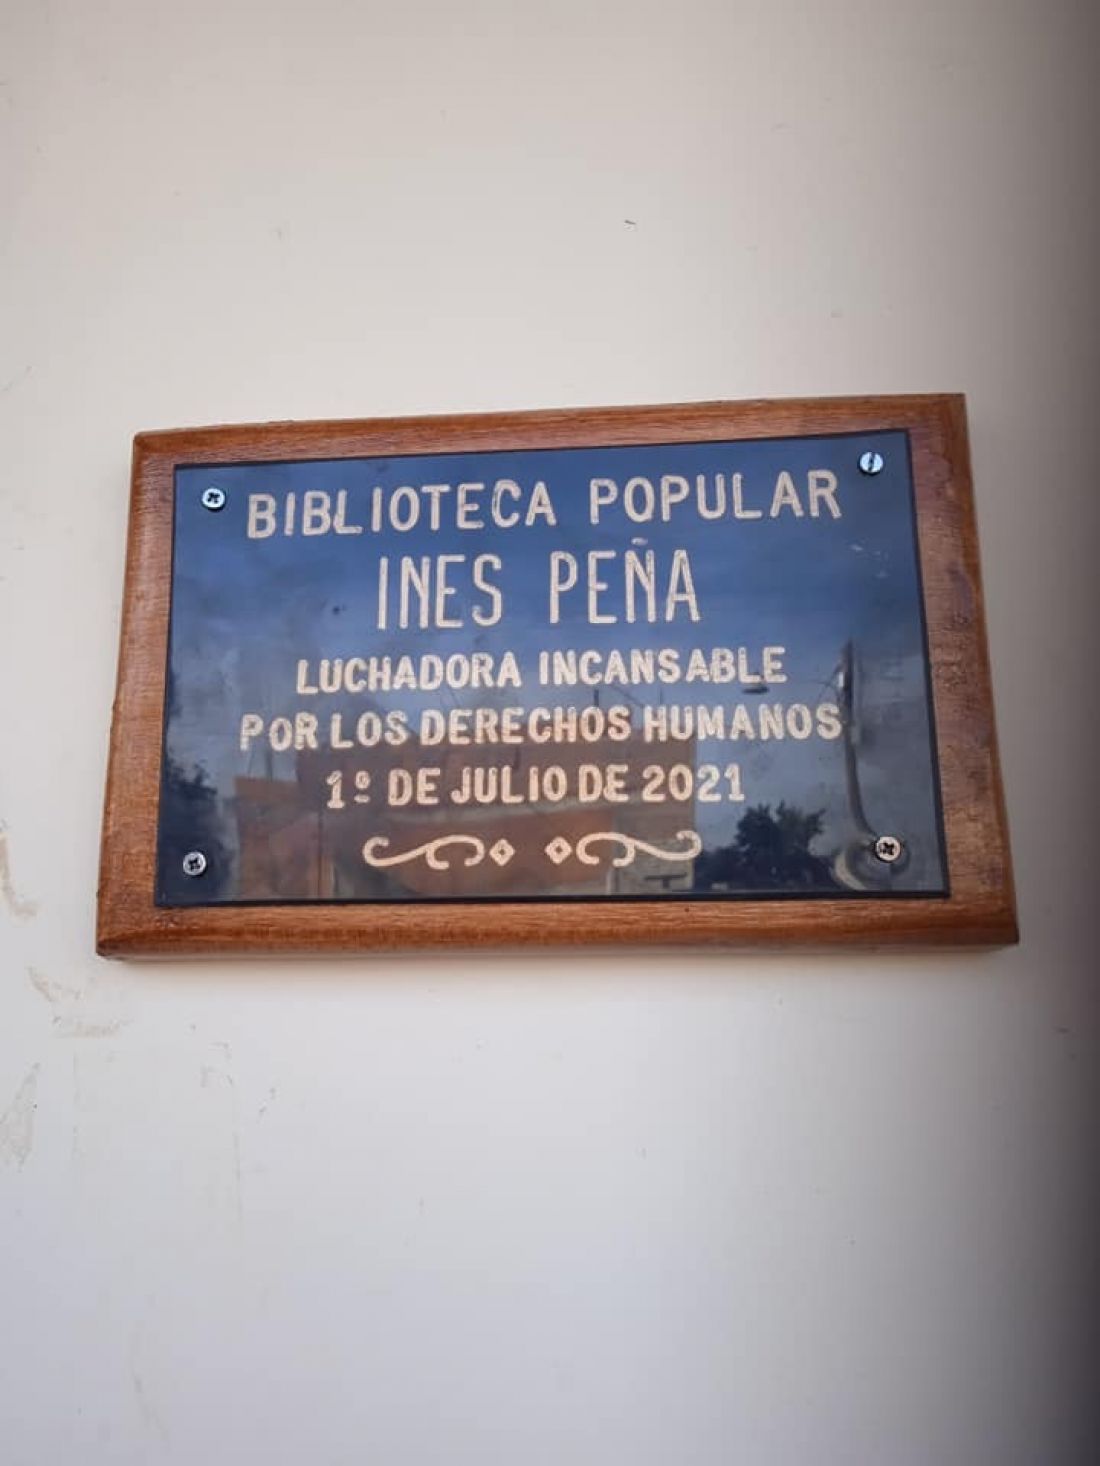 BIBLIOTECA POPULAR
INES PEÑA
LUCHADORA INCANSABLE
POR LOS DERECHOS HUMANOS
1º DE JULIO DE 2021